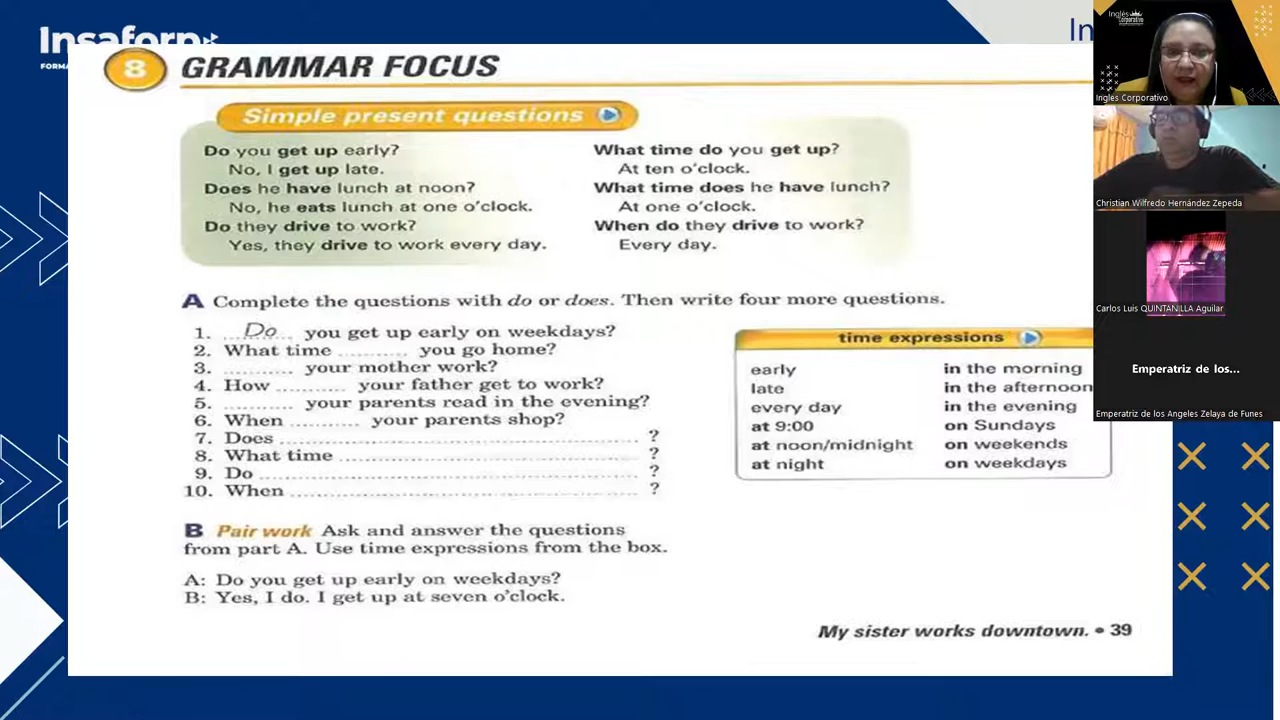 Insaforp
In
8 GRAMMAR FOCUS
Simple present questions
Do you get up early?
No, I get up late.
Does he have lunch at noon?
No, he eats lunch at one o'clock.
Do they drive to work?
Yes, they drive to work every day.
What time do you get up?
At ten o'clock.
What time does he have lunch?
At one o'clock.
When do they drive to work?
Every day.
A Complete the questions with do or does. Then write four more questions.
1. Do you get up early on weekdays?
2. What time .......... you go home?
3. .......... your mother work?
4. How .......... your father get to work?
5. .......... your parents read in the evening?
6. When .......... your parents shop?
7. Does .......... ?
8. What time .......... ?
9. Do .......... ?
10. When .......... ?
time expressions
early
late
every day
at 9:00
at noon/midnight
at night
in the morning
in the afternoon
in the evening
on Sundays
on weekends
on weekdays
B Pair work Ask and answer the questions
from part A. Use time expressions from the box.
A: Do you get up early on weekdays?
B: Yes, I do. I get up at seven o'clock.
My sister works downtown. • 39
Inglés
Corporativo
Inglés Corporativo
Christian Wilfredo Hernández Zepeda
Carlos Luis QUINTANILLA Aguilar
Emperatriz de los...
Emperatriz de los Angeles Zelaya de Funes